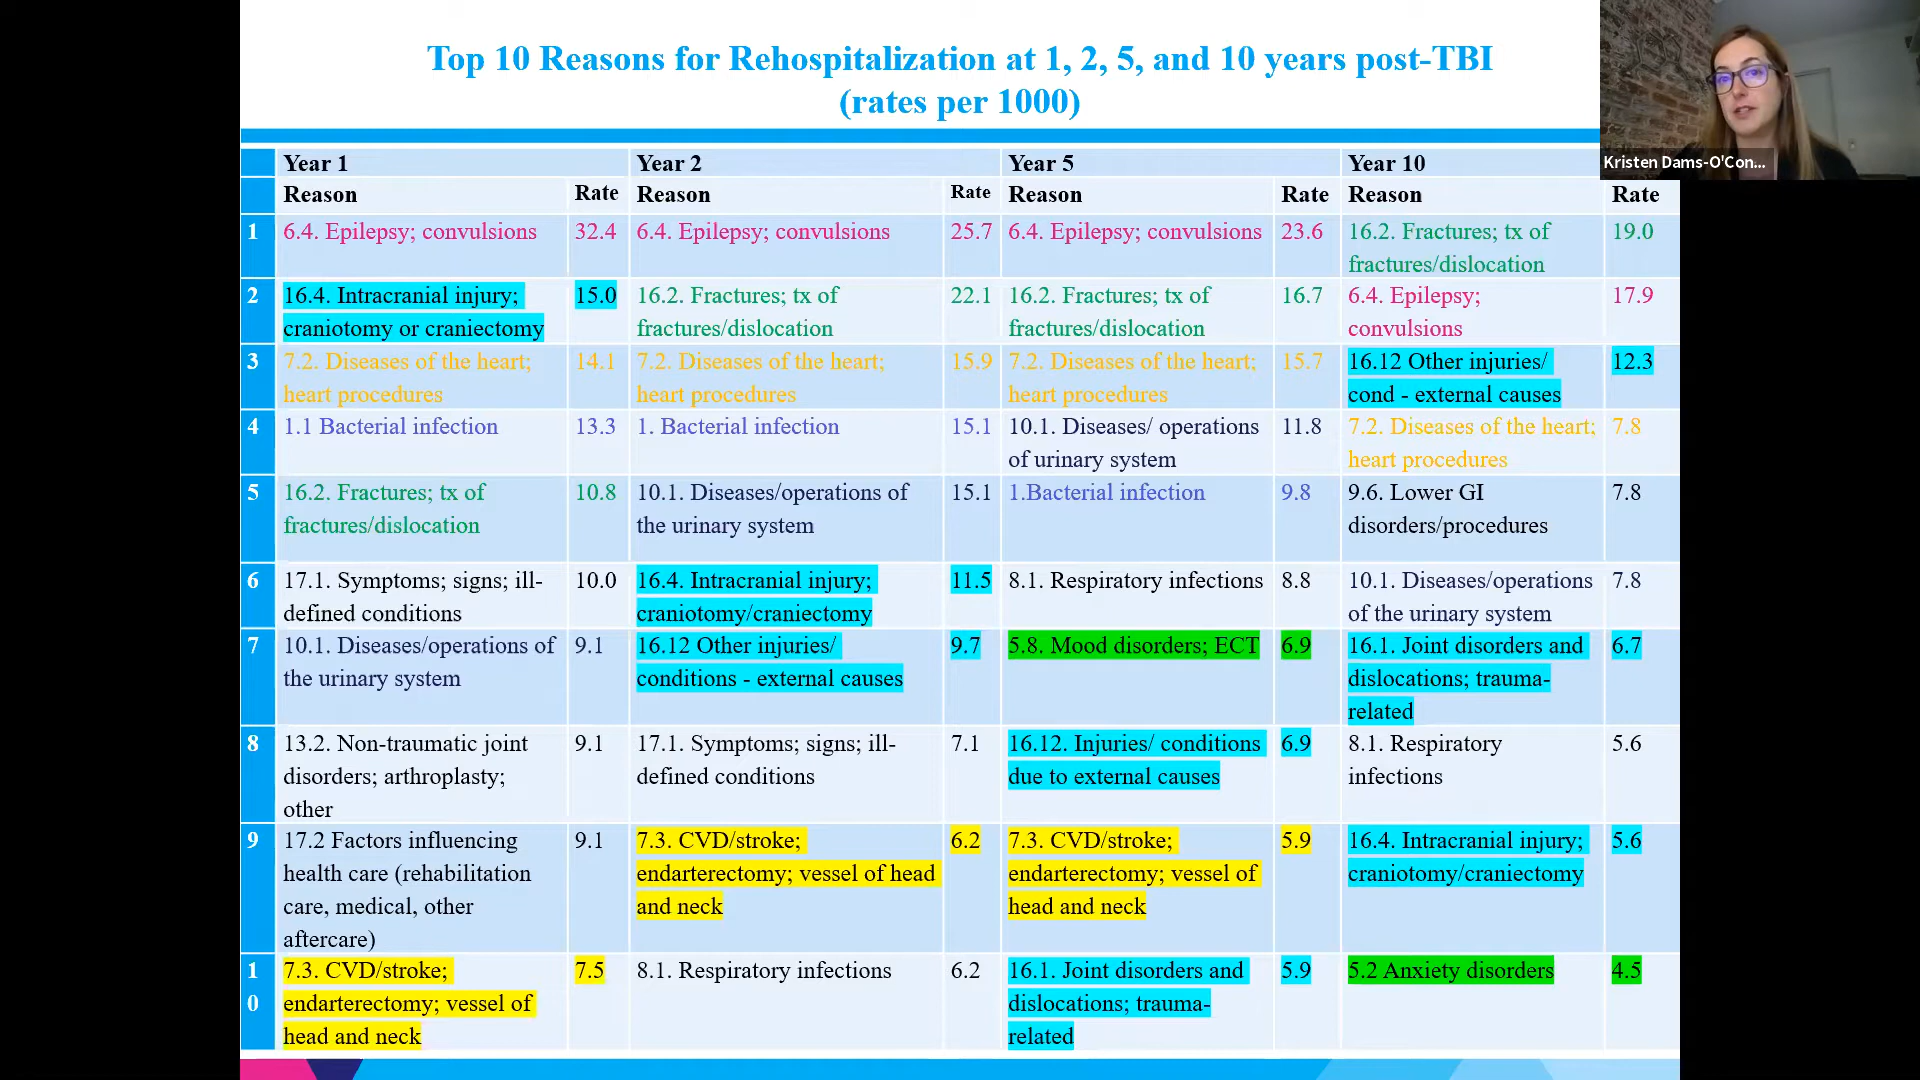 Top 10 Reasons for Rehospitalization at 1, 2, 5, and 10 years post-TBI
(rates per 1000)
Kristen Dams-O'Con...
Year 1 Year 2 Year 5 Year 10
Reason Rate Reason Rate Reason Rate Reason Rate
1 6.4. Epilepsy; convulsions 32.4 6.4. Epilepsy; convulsions 25.7 6.4. Epilepsy; convulsions 23.6 16.2. Fractures; tx of 19.0
fractures/dislocation
2 16.4. Intracranial injury; 15.0 16.2. Fractures; tx of 22.1 16.2. Fractures; tx of 16.7 6.4. Epilepsy; 17.9
craniotomy or craniectomy fractures/dislocation fractures/dislocation convulsions
3 7.2. Diseases of the heart; 14.1 7.2. Diseases of the heart; 15.9 7.2. Diseases of the heart; 15.7 16.12 Other injuries/ 12.3
heart procedures heart procedures heart procedures cond - external causes
4 1.1 Bacterial infection 13.3 1. Bacterial infection 15.1 10.1. Diseases/ operations 11.8 7.2. Diseases of the heart; 7.8
of urinary system heart procedures
5 16.2. Fractures; tx of 10.8 10.1. Diseases/operations of 15.1 1.Bacterial infection 9.8 9.6. Lower GI 7.8
fractures/dislocation the urinary system disorders/procedures
6 17.1. Symptoms; signs; ill- 10.0 16.4. Intracranial injury; 11.5 8.1. Respiratory infections 8.8 10.1. Diseases/operations 7.8
defined conditions craniotomy/craniectomy of the urinary system
7 10.1. Diseases/operations of 9.1 16.12 Other injuries/ 9.7 5.8. Mood disorders; ECT 6.9 16.1. Joint disorders and 6.7
the urinary system conditions - external causes dislocations; trauma-
related
8 13.2. Non-traumatic joint 9.1 17.1. Symptoms; signs; ill- 7.1 16.12. Injuries/ conditions 6.9 8.1. Respiratory 5.6
disorders; arthroplasty; defined conditions due to external causes infections
other
9 17.2 Factors influencing 9.1 7.3. CVD/stroke; 6.2 7.3. CVD/stroke; 5.9 16.4. Intracranial injury; 5.6
health care (rehabilitation endarterectomy; vessel of head endarterectomy; vessel of craniotomy/craniectomy
care, medical, other and neck head and neck
aftercare)
1 7.3. CVD/stroke; 7.5 8.1. Respiratory infections 6.2 16.1. Joint disorders and 5.9 5.2 Anxiety disorders 4.5
0 endarterectomy; vessel of dislocations; trauma-
head and neck related